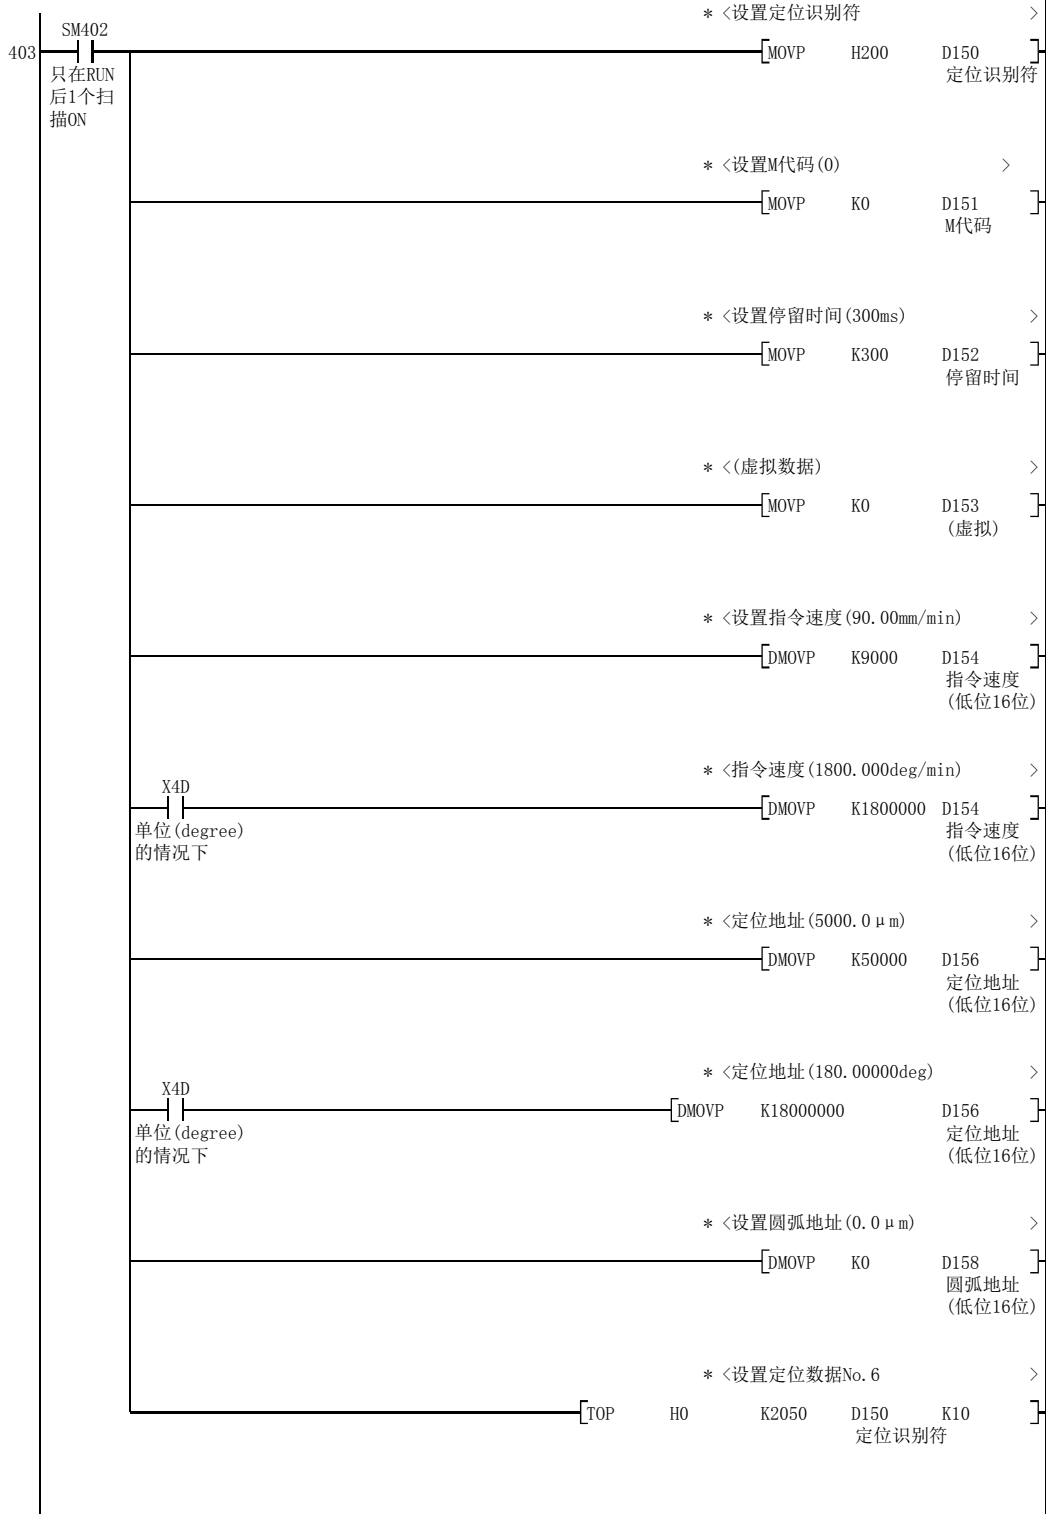 * <设置定位识别符 >
SM402
403 [MOVP H200 D150 ]
只在RUN
后1个扫
描ON
定位识别符
* <设置M代码(0) >
[MOVP K0 D151 ]
M代码
* <设置停留时间(300ms) >
[MOVP K300 D152 ]
停留时间
* <(虚拟数据) >
[MOVP K0 D153 ]
(虚拟)
* <设置指令速度(90.00mm/min) >
[DMOVP K9000 D154 ]
指令速度
(低位16位)
* <指令速度(1800.000deg/min) >
X4D
[DMOVP K1800000 D154 ]
单位(degree)
的情况下
指令速度
(低位16位)
* <定位地址(5000.0μm) >
[DMOVP K50000 D156 ]
定位地址
(低位16位)
* <定位地址(180.00000deg) >
X4D
[DMOVP K18000000 D156 ]
单位(degree)
的情况下
定位地址
(低位16位)
* <设置圆弧地址(0.0μm) >
[DMOVP K0 D158 ]
圆弧地址
(低位16位)
* <设置定位数据No.6 >
[TOP H0 K2050 D150 K10 ]
定位识别符